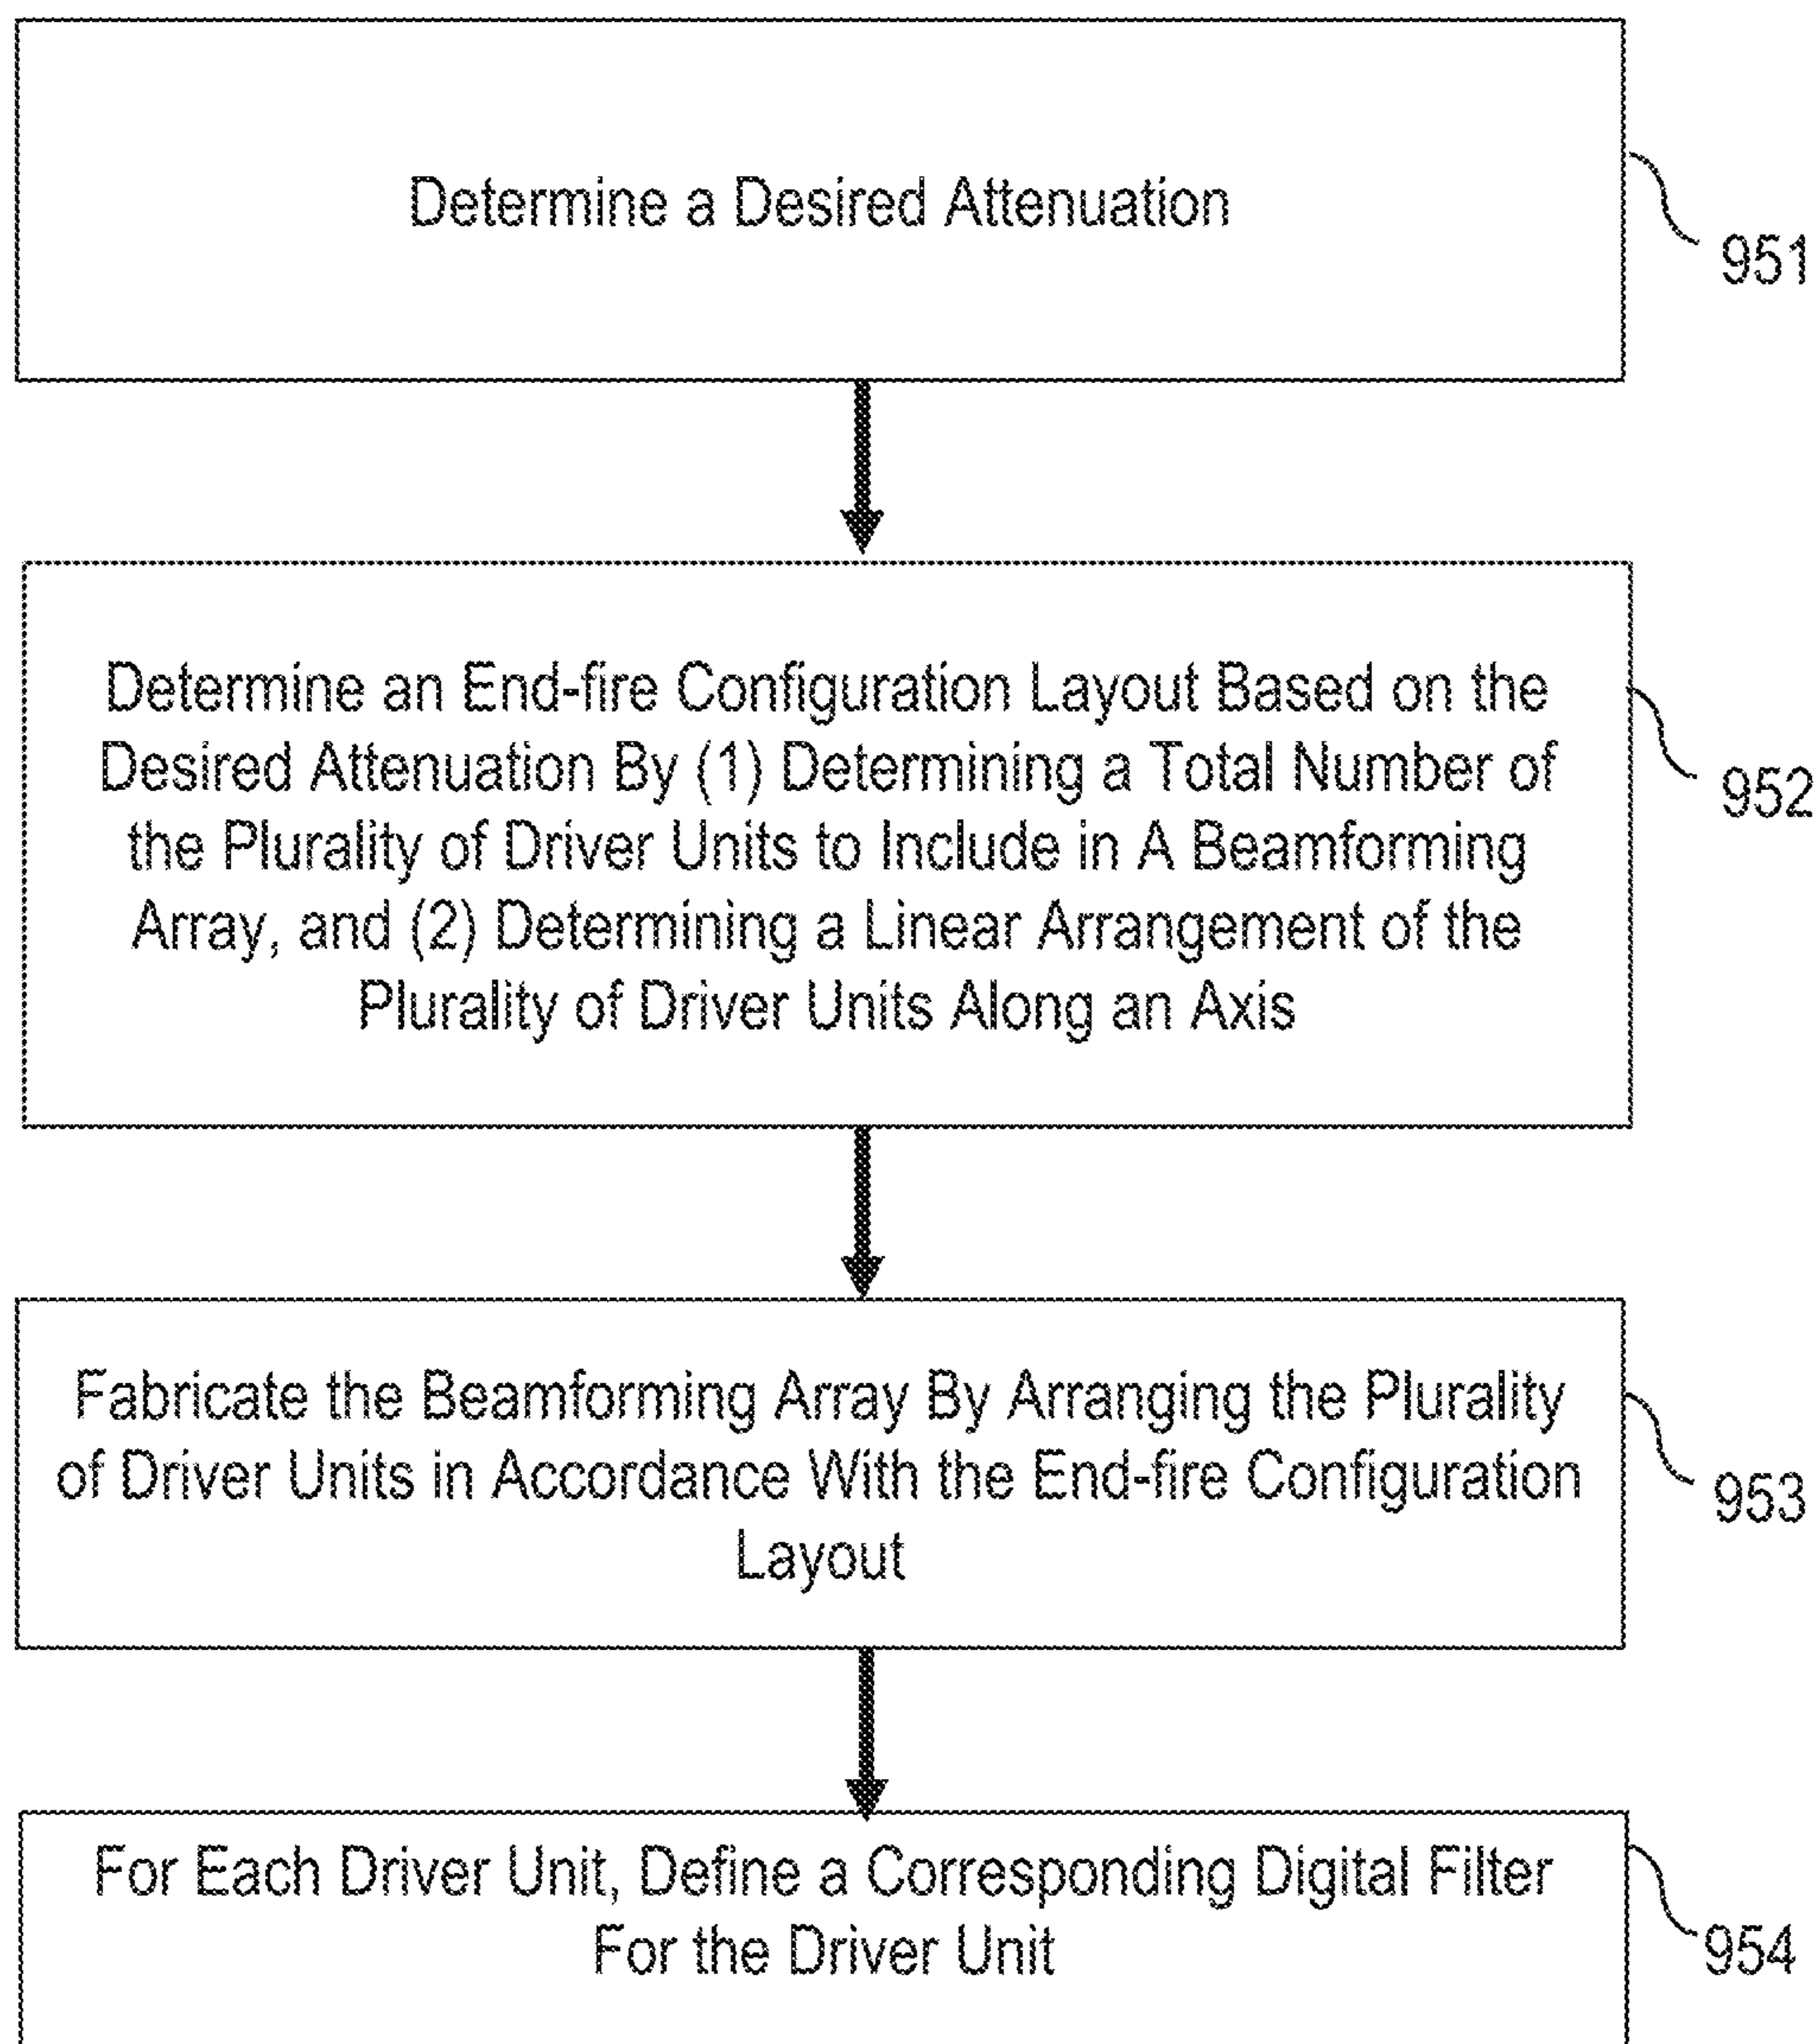 Determine a Desired Attenuation
951
Determine an End-fire Configuration Layout Based on the
Desired Attenuation By (1) Determining a Total Number of
the Plurality of Driver Units to Include in A Beamforming
Array, and (2) Determining a Linear Arrangement of the
Plurality of Driver Units Along an Axis
952
Fabricate the Beamforming Array By Arranging the Plurality
of Driver Units in Accordance With the End-fire Configuration
Layout
953
For Each Driver Unit, Define a Corresponding Digital Filter
For the Driver Unit
954